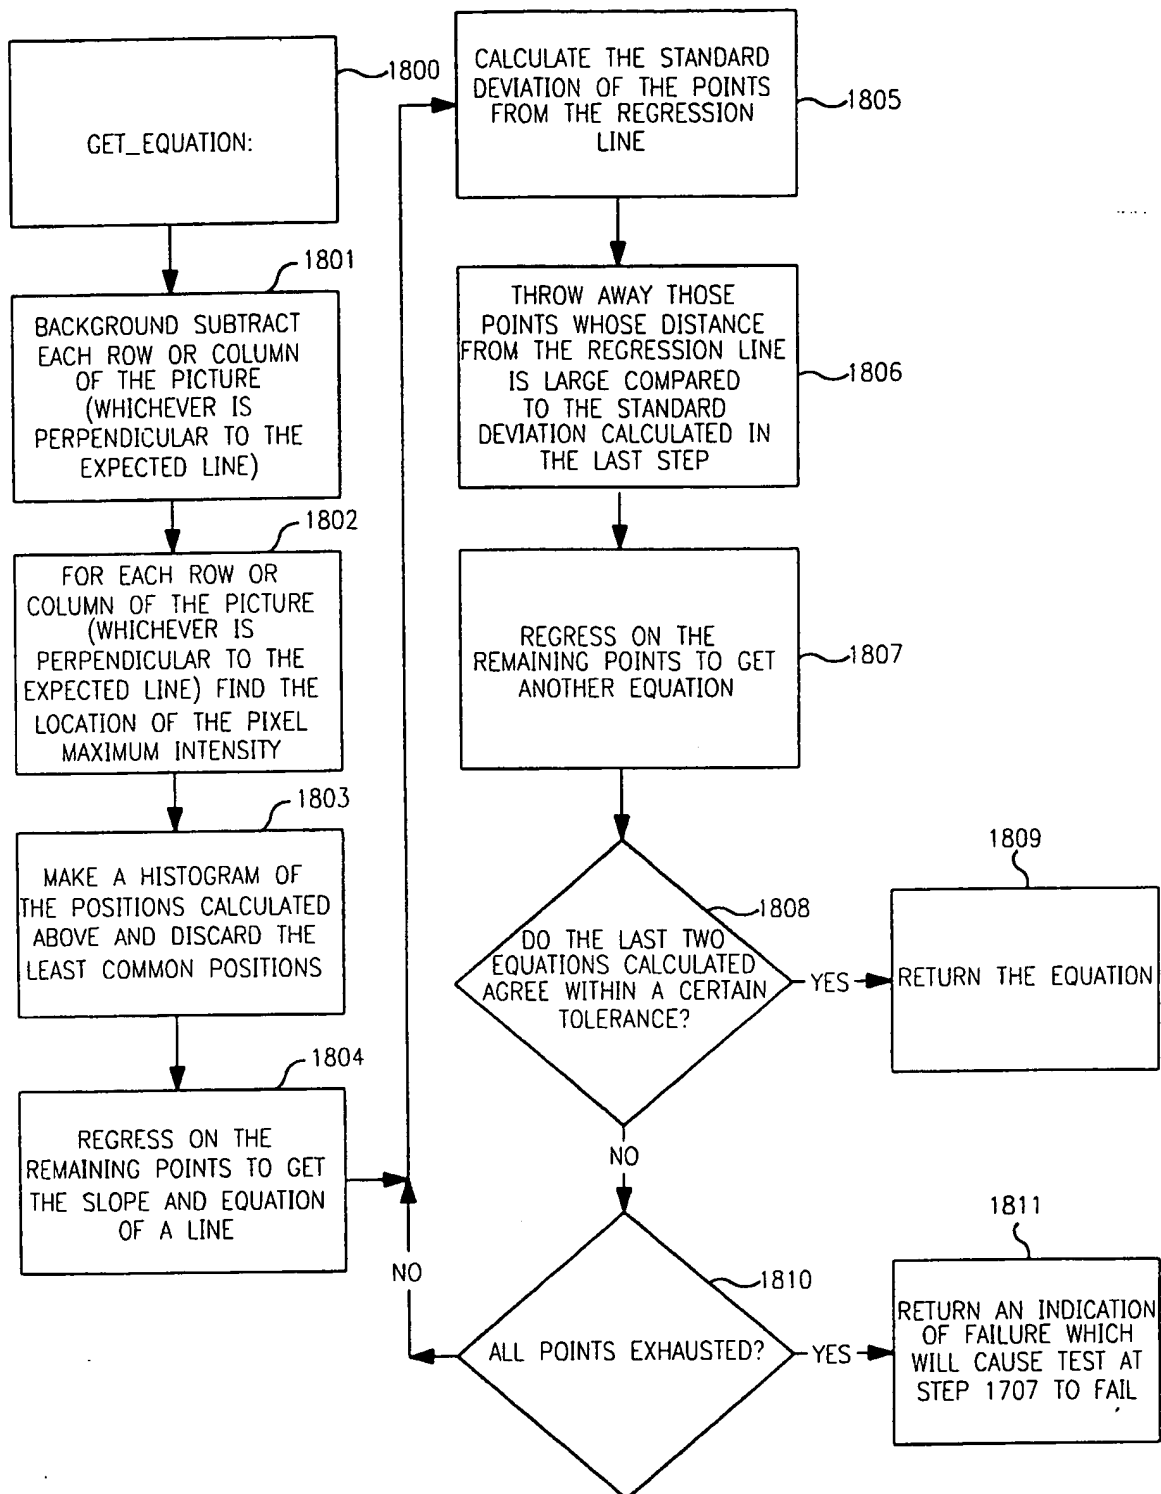 1800
GET_EQUATION:
1801
BACKGROUND SUBTRACT
EACH ROW OR COLUMN
OF THE PICTURE
(WHICHEVER IS
PERPENDICULAR TO THE
EXPECTED LINE)
1802
FOR EACH ROW OR
COLUMN OF THE PICTURE
(WHICHEVER IS
PERPENDICULAR TO THE
EXPECTED LINE) FIND THE
LOCATION OF THE PIXEL
MAXIMUM INTENSITY
1803
MAKE A HISTOGRAM OF
THE POSITIONS CALCULATED
ABOVE AND DISCARD THE
LEAST COMMON POSITIONS
1804
REGRESS ON THE
REMAINING POINTS TO GET
THE SLOPE AND EQUATION
OF A LINE
1805
CALCULATE THE STANDARD
DEVIATION OF THE POINTS
FROM THE REGRESSION
LINE
1806
THROW AWAY THOSE
POINTS WHOSE DISTANCE
FROM THE REGRESSION LINE
IS LARGE COMPARED
TO THE STANDARD
DEVIATION CALCULATED IN
THE LAST STEP
1807
REGRESS ON THE
REMAINING POINTS TO GET
ANOTHER EQUATION
1808
DO THE LAST TWO
EQUATIONS CALCULATED
AGREE WITHIN A CERTAIN
TOLERANCE?
YES
1809
RETURN THE EQUATION
NO
1810
ALL POINTS EXHAUSTED?
NO
YES
1811
RETURN AN INDICATION
OF FAILURE WHICH
WILL CAUSE TEST AT
STEP 1707 TO FAIL